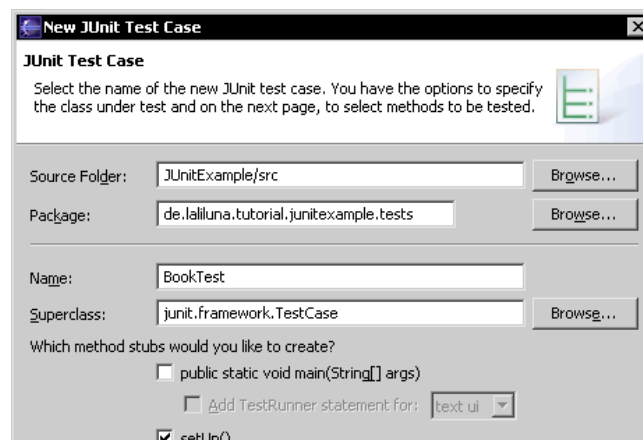 New JUnit Test Case
JUnit Test Case
Select the name of the new JUnit test case. You have the options to specify
the class under test and on the next page, to select methods to be tested.
Source Folder: JUnitExample/src Browse...
Package: de.laliluna.tutorial.junitexample.tests Browse...
Name: BookTest
Superclass: junit.framework.TestCase Browse...
Which method stubs would you like to create?
public static void main(String[] args)
Add TestRunner statement for: text ui
setUp()